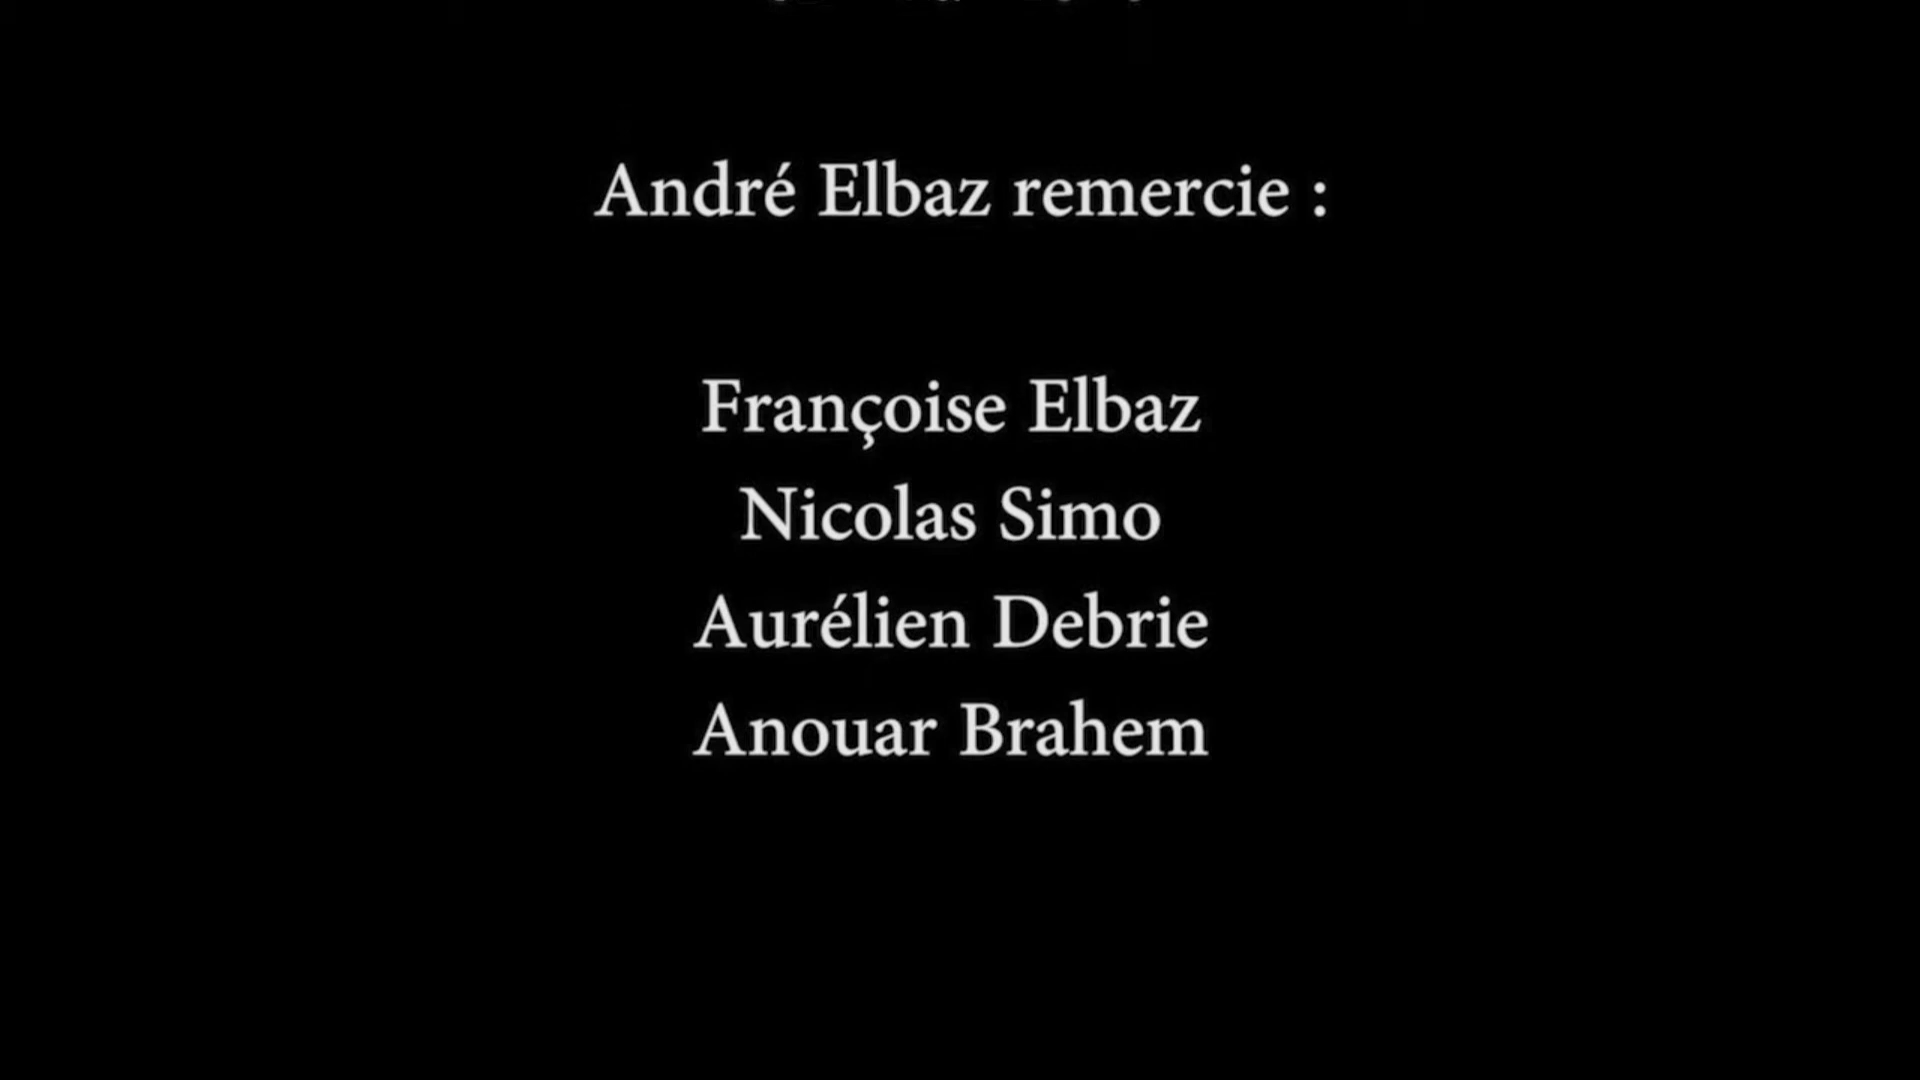 André Elbaz remercie :
Françoise Elbaz
Nicolas Simo
Aurélien Debrie
Anouar Brahem